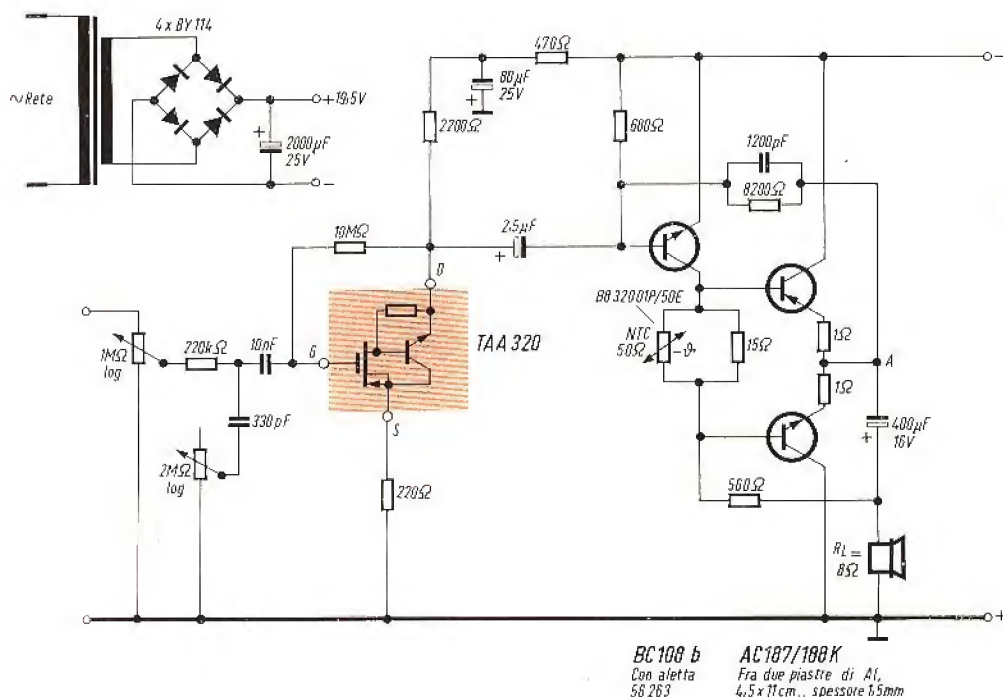 4 x BY 114
~Rete
+19,5V
+
2000µF
25V
-
470Ω
80µF
25V
+
2200Ω
680Ω
1200pF
8200Ω
-
10MΩ
2,5µF
+
D
B8 320 01P/50E
NTC
50Ω
-ϑ
15Ω
1Ω
A
1Ω
TAA 320
G
S
1MΩ
log
220kΩ
10nF
330pF
2MΩ
log
220Ω
400µF
16V
+
560Ω
RL =
8Ω
+
BC108 b
Con aletta
56 263
AC187/188K
Fra due piastre di Al,
4,5 x 11 cm., spessore 1,5mm